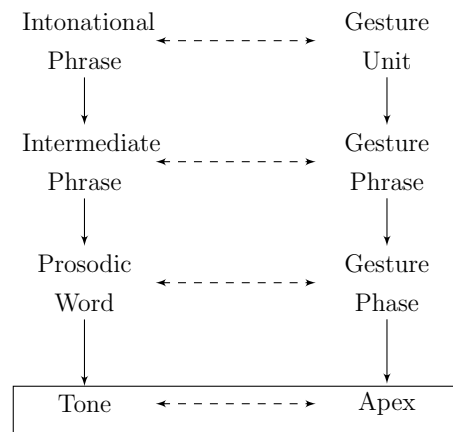 Intonational Phrase
Gesture Unit
Intermediate Phrase
Gesture Phrase
Prosodic Word
Gesture Phase
Tone
Apex